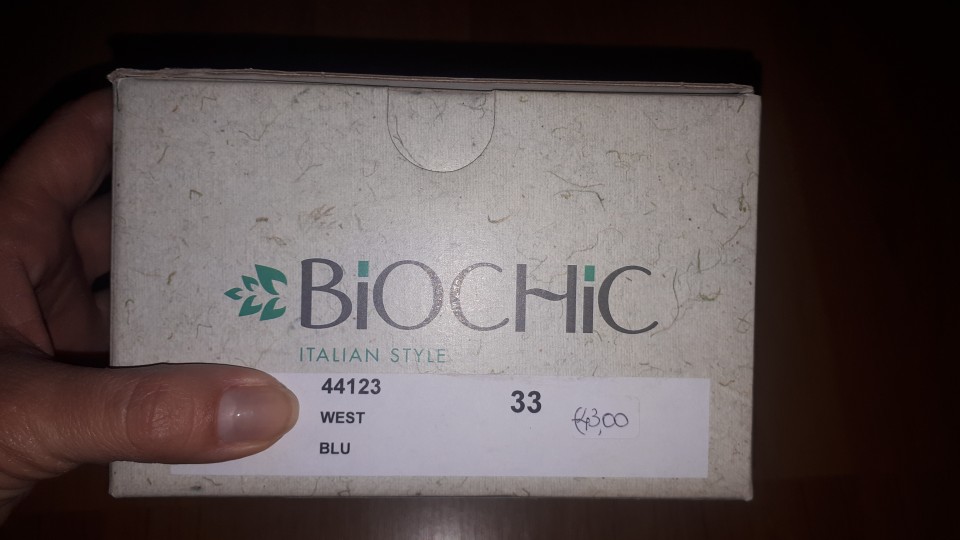 BiOCHiC
ITALIAN STYLE
44123
WEST
BLU
33
€43,00